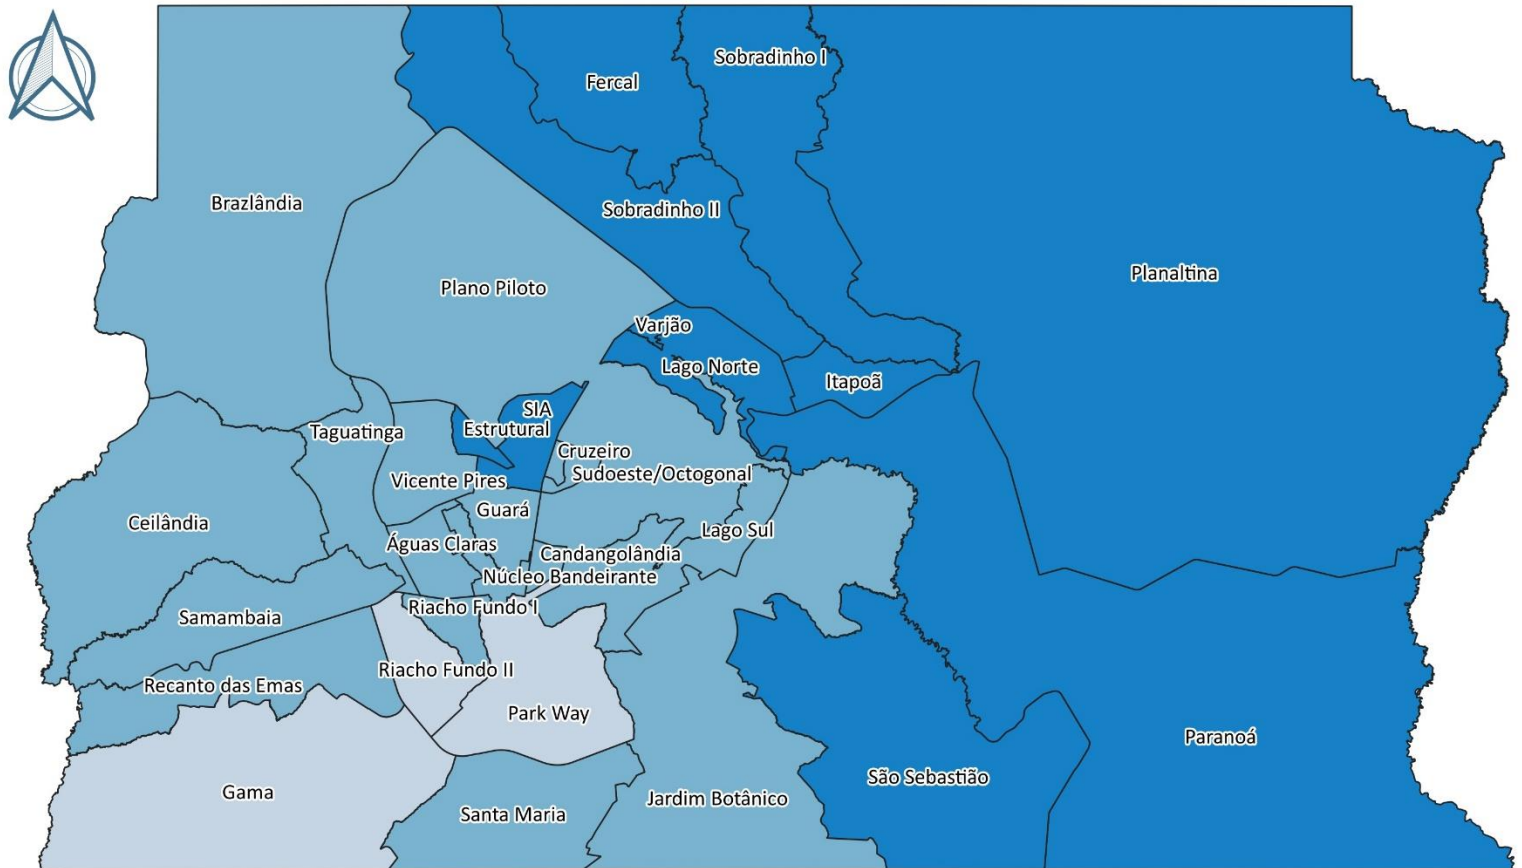 Sobradinho I
Fercal
Brazlândia
Sobradinho II
Planaltina
Plano Piloto
Varjão
Lago Norte
Itapoã
SIA
Estrutural
Taguatinga
Cruzeiro
Sudoeste/Octogonal
Vicente Pires
Guará
Ceilândia
Lago Sul
Águas Claras
Candangolândia
Núcleo Bandeirante
Riacho Fundo I
Samambaia
Riacho Fundo II
Recanto das Emas
Park Way
Paranoá
São Sebastião
Gama
Jardim Botânico
Santa Maria